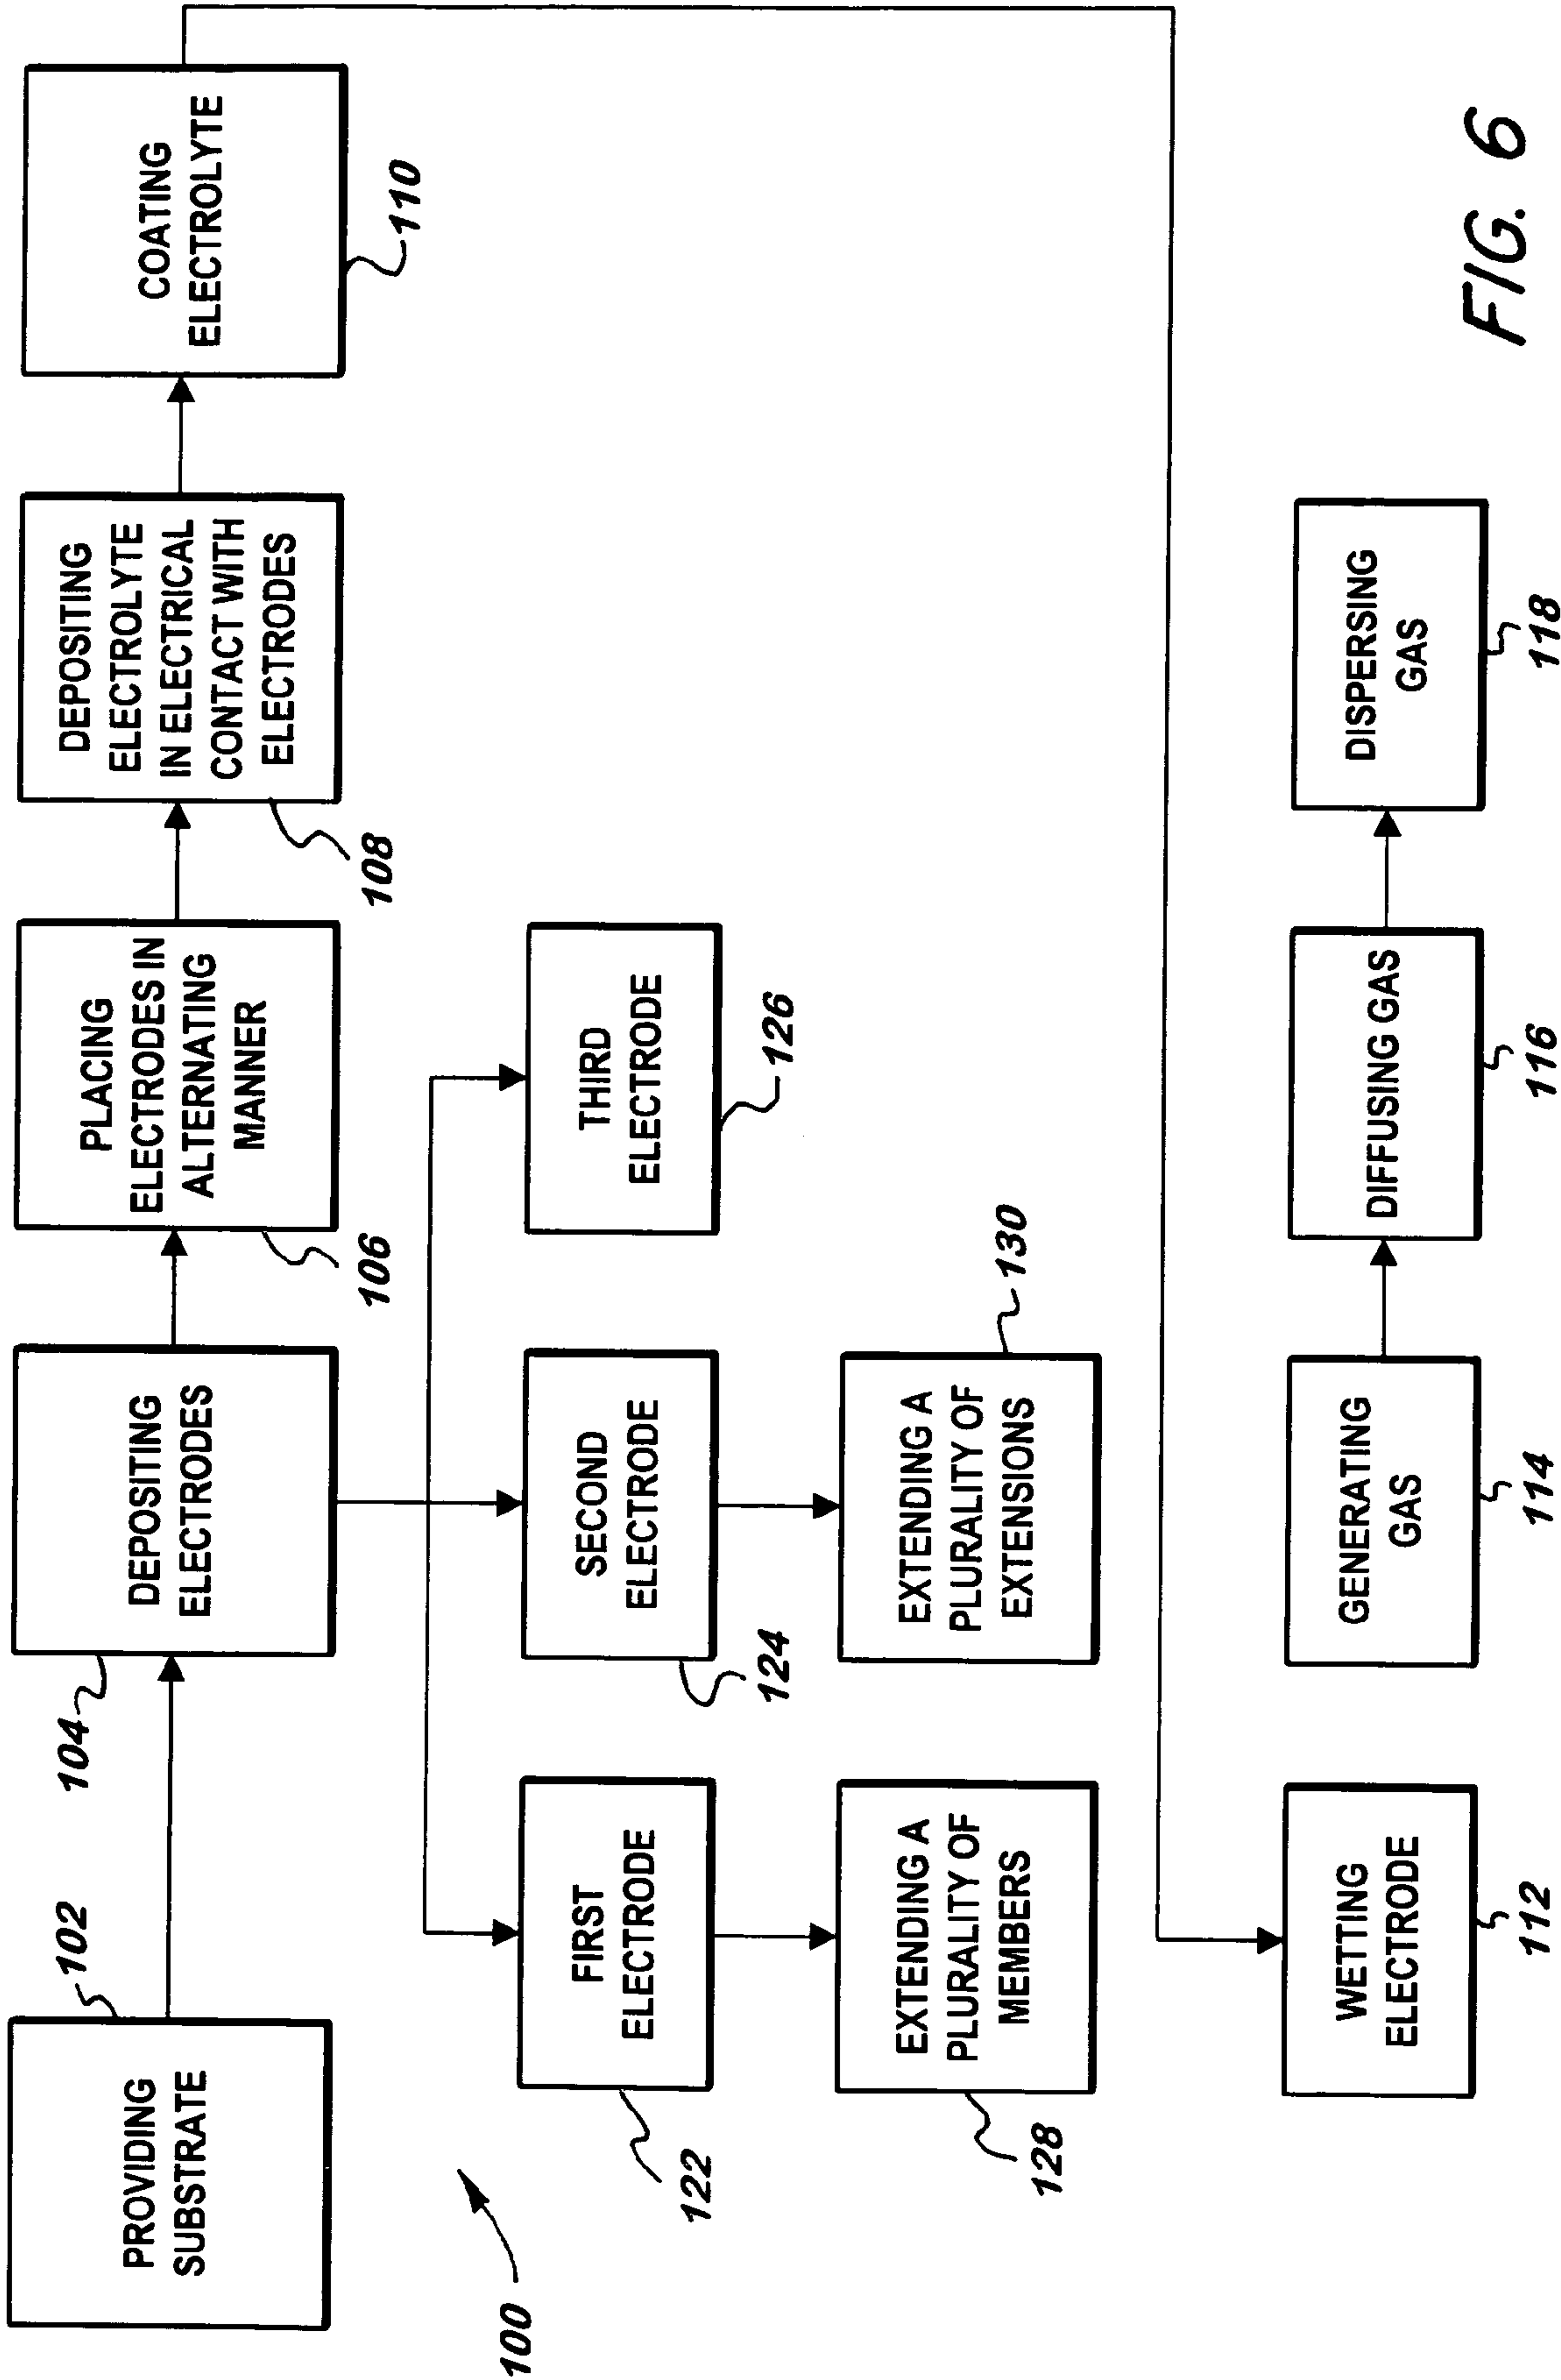 PROVIDING
SUBSTRATE
102
DEPOSITING
ELECTRODES
104
PLACING
ELECTRODES IN
ALTERNATING
MANNER
106
DEPOSITING
ELECTROLYTE
IN ELECTRICAL
CONTACT WITH
ELECTRODES
108
COATING
ELECTROLYTE
110
100
FIRST
ELECTRODE
122
SECOND
ELECTRODE
124
THIRD
ELECTRODE
126
EXTENDING A
PLURALITY OF
MEMBERS
128
EXTENDING A
PLURALITY OF
EXTENSIONS
130
WETTING
ELECTRODE
112
GENERATING
GAS
114
DIFFUSING GAS
116
DISPERSING
GAS
118
FIG. 6